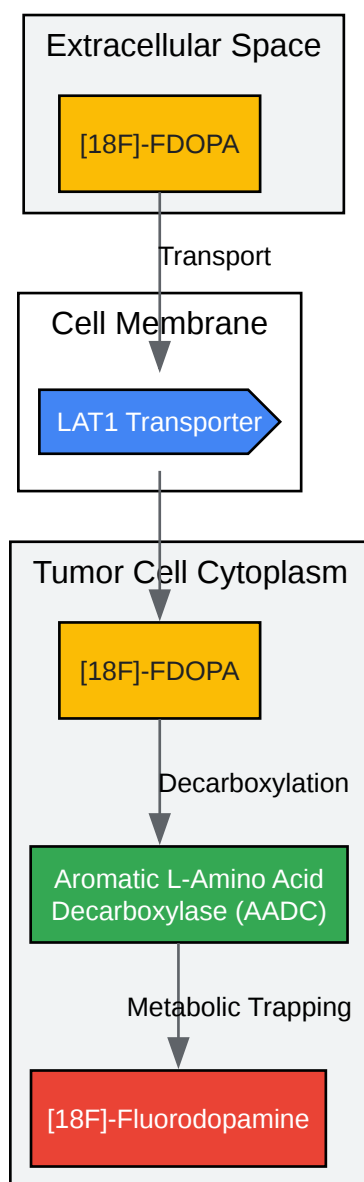 Extracellular Space
[18F]-FDOPA
Transport
Cell Membrane
LAT1 Transporter
Tumor Cell Cytoplasm
[18F]-FDOPA
Decarboxylation
Aromatic L-Amino Acid
Decarboxylase (AADC)
Metabolic Trapping
[18F]-Fluorodopamine